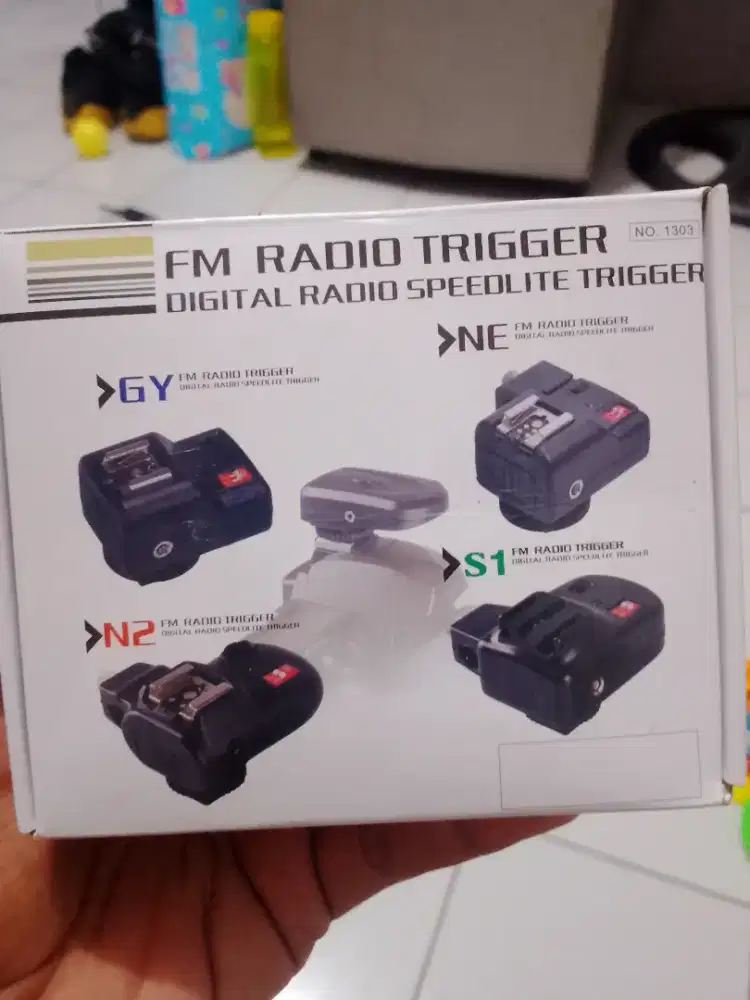 FM RADIO TRIGGER
NO. 1303
DIGITAL RADIO SPEEDLITE TRIGGER
NE FM RADIO TRIGGER
DIGITAL RADIO SPEEDLITE TRIGGER
GY FM RADIO TRIGGER
DIGITAL RADIO SPEEDLITE TRIGGER
S1 FM RADIO TRIGGER
DIGITAL RADIO SPEEDLITE TRIGGER
N2 FM RADIO TRIGGER
DIGITAL RADIO SPEEDLITE TRIGGER